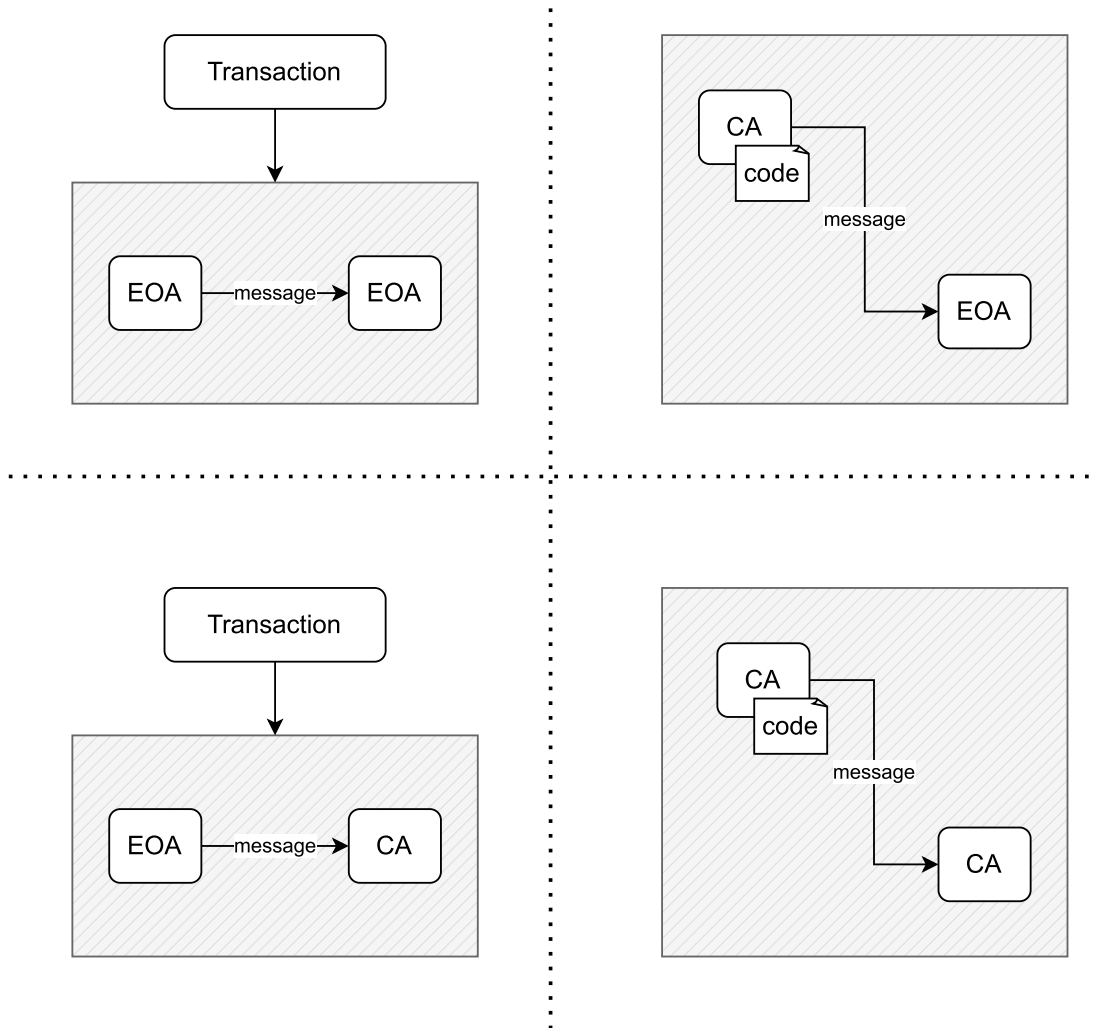 Transaction
EOA
message
EOA
CA
code
message
EOA
Transaction
EOA
message
CA
CA
code
message
CA